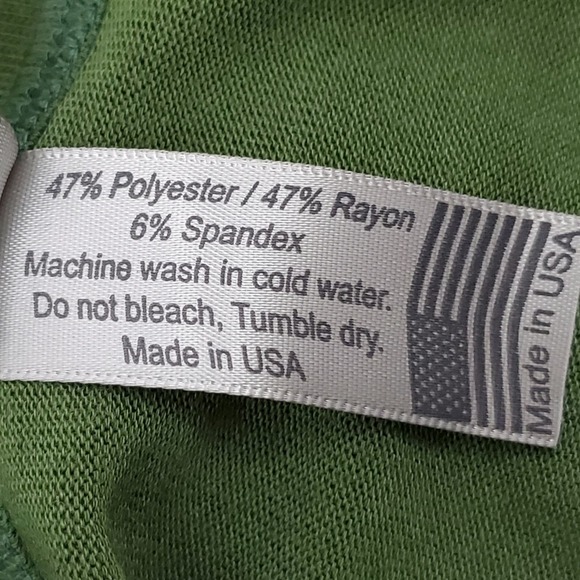 47% Polyester / 47% Rayon
6% Spandex
Machine wash in cold water.
Do not bleach, Tumble dry.
Made in USA
Made in USA